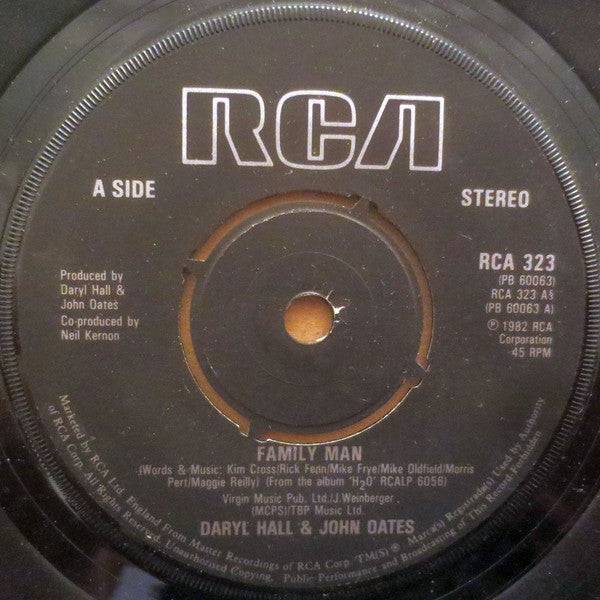 RCA
A SIDE
STEREO
Produced by
Daryl Hall &
John Oates
Co-produced by
Neil Kernon
RCA 323
(PB 60063)
RCA 323 A§
(PB 60063 A)
℗ 1982 RCA
Corporation
45 RPM
FAMILY MAN
(Words & Music: Kim Cross/Rick Fenn/Mike Frye/Mike Oldfield/Morris
Pert/Maggie Reilly) (From the album 'H₂O' RCALP 6056)
Virgin Music Pub. Ltd./J.Weinberger
(MCPS)/TBP Music Ltd.
DARYL HALL & JOHN OATES
Marketed by RCA Ltd. England From Master Recordings of RCA Corp. TM(S) ® Marca(s) Registrada(s) Used by Authority
of RCA Corp. All Rights Reserved. Unauthorised Copying, Public Performance and Broadcasting of This Record Prohibited.